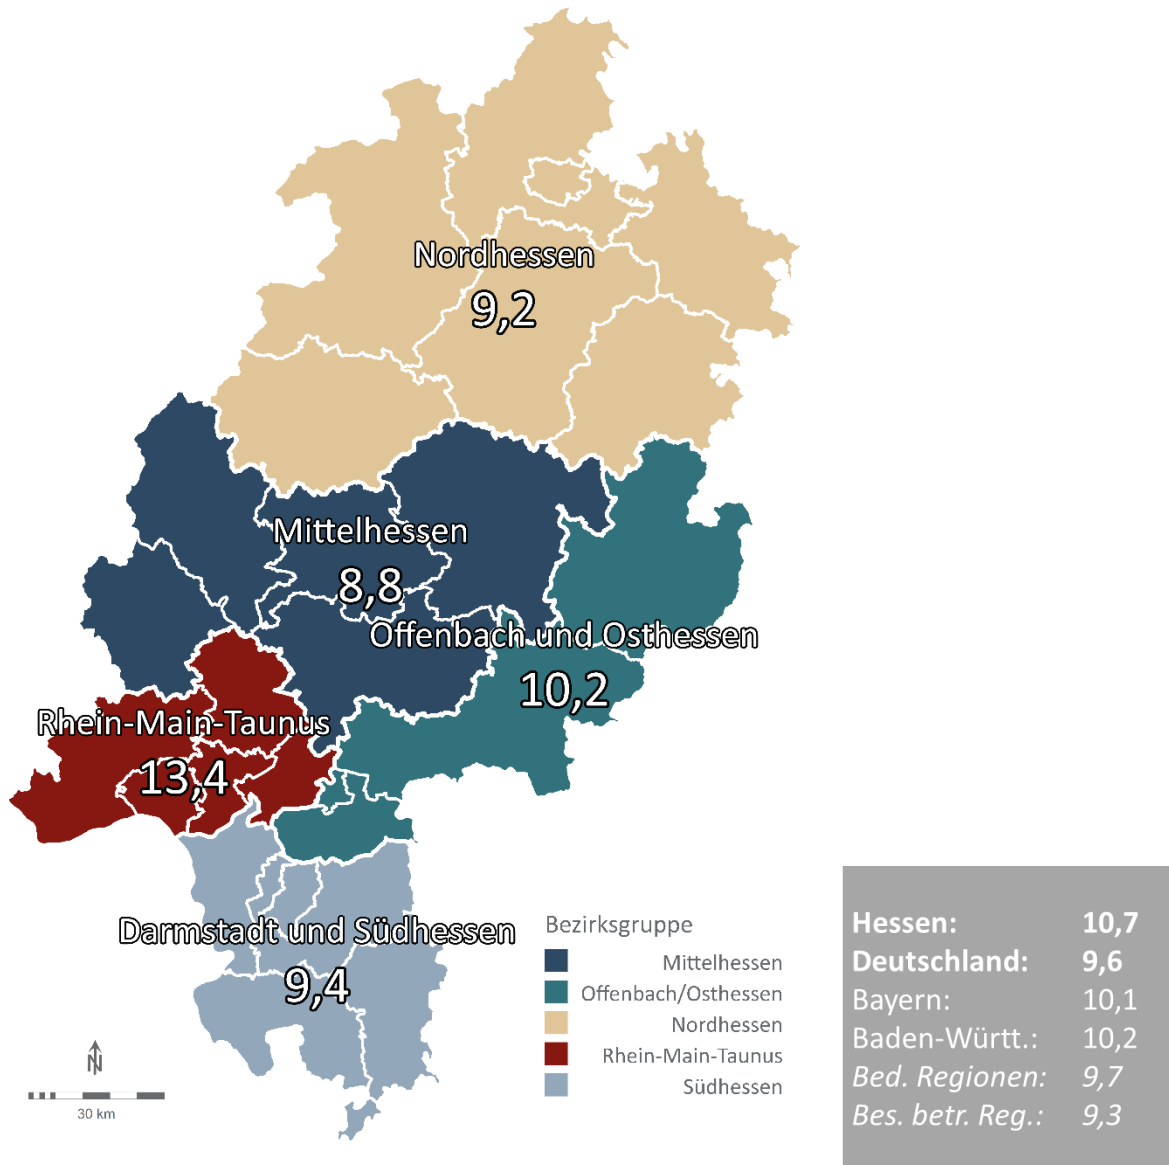 Nordhessen
9,2
Mittelhessen
8,8
Offenbach und Osthessen
10,2
Rhein-Main-Taunus
13,4
Darmstadt und Südhessen
9,4
Bezirksgruppe
Mittelhessen
Offenbach/Osthessen
Nordhessen
Rhein-Main-Taunus
Südhessen
N
30 km
Hessen: 10,7
Deutschland: 9,6
Bayern: 10,1
Baden-Württ.: 10,2
Bed. Regionen: 9,7
Bes. betr. Reg.: 9,3